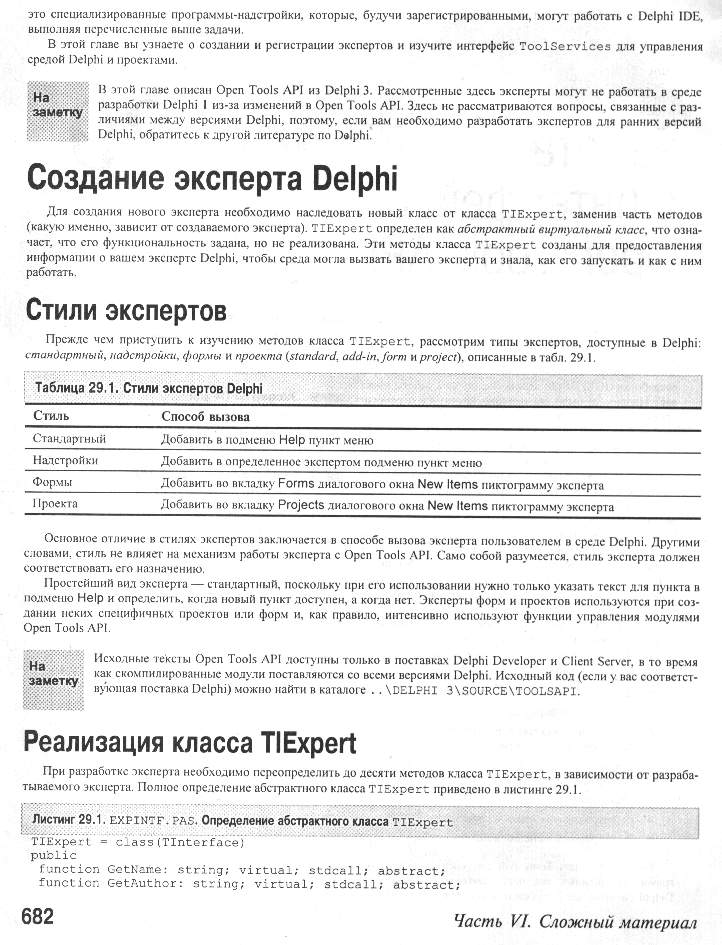 это специализированные программы-надстройки, которые, будучи зарегистрированными, могут работать с Delphi IDE,
выполняя перечисленные выше задачи.
В этой главе вы узнаете о создании и регистрации экспертов и изучите интерфейс ToolServices для управления
средой Delphi и проектами.
На
заметку
В этой главе описан Open Tools API из Delphi 3. Рассмотренные здесь эксперты могут не работать в среде
разработки Delphi 1 из-за изменений в Open Tools API. Здесь не рассматриваются вопросы, связанные с раз-
личиями между версиями Delphi, поэтому, если вам необходимо разработать экспертов для ранних версий
Delphi, обратитесь к другой литературе по Delphi.
Создание эксперта Delphi
Для создания нового эксперта необходимо наследовать новый класс от класса TIExpert, заменив часть методов
(какую именно, зависит от создаваемого эксперта). TIExpert определен как абстрактный виртуальный класс, что озна-
чает, что его функциональность задана, но не реализована. Эти методы класса TIExpert созданы для предоставления
информации о вашем эксперте Delphi, чтобы среда могла вызвать вашего эксперта и знала, как его запускать и как с ним
работать.
Стили экспертов
Прежде чем приступить к изучению методов класса TIExpert, рассмотрим типы экспертов, доступные в Delphi:
стандартный, надстройки, формы и проекта (standard, add-in, form и project), описанные в табл. 29.1.
Таблица 29.1. Стили экспертов Delphi
Стиль Способ вызова
Стандартный Добавить в подменю Help пункт меню
Надстройки Добавить в определенное экспертом подменю пункт меню
Формы Добавить во вкладку Forms диалогового окна New Items пиктограмму эксперта
Проекта Добавить во вкладку Projects диалогового окна New Items пиктограмму эксперта
Основное отличие в стилях экспертов заключается в способе вызова эксперта пользователем в среде Delphi. Другими
словами, стиль не влияет на механизм работы эксперта с Open Tools API. Само собой разумеется, стиль эксперта должен
соответствовать его назначению.
Простейший вид эксперта — стандартный, поскольку при его использовании нужно только указать текст для пункта в
подменю Help и определить, когда новый пункт доступен, а когда нет. Эксперты форм и проектов используются при соз-
дании неких специфичных проектов или форм и, как правило, интенсивно используют функции управления модулями
Open Tools API.
На
заметку
Исходные тексты Open Tools API доступны только в поставках Delphi Developer и Client Server, в то время
как скомпилированные модули поставляются со всеми версиями Delphi. Исходный код (если у вас соответст-
вующая поставка Delphi) можно найти в каталоге ..\DELPHI 3\SOURCE\TOOLSAPI.
Реализация класса TIExpert
При разработке эксперта необходимо переопределить до десяти методов класса TIExpert, в зависимости от разраба-
тываемого эксперта. Полное определение абстрактного класса TIExpert приведено в листинге 29.1.
Листинг 29.1. EXPINTF.PAS. Определение абстрактного класса TIExpert
TIExpert = class(TInterface)
public
function GetName: string; virtual; stdcall; abstract;
function GetAuthor: string; virtual; stdcall; abstract;
682
Часть VI. Сложный материал